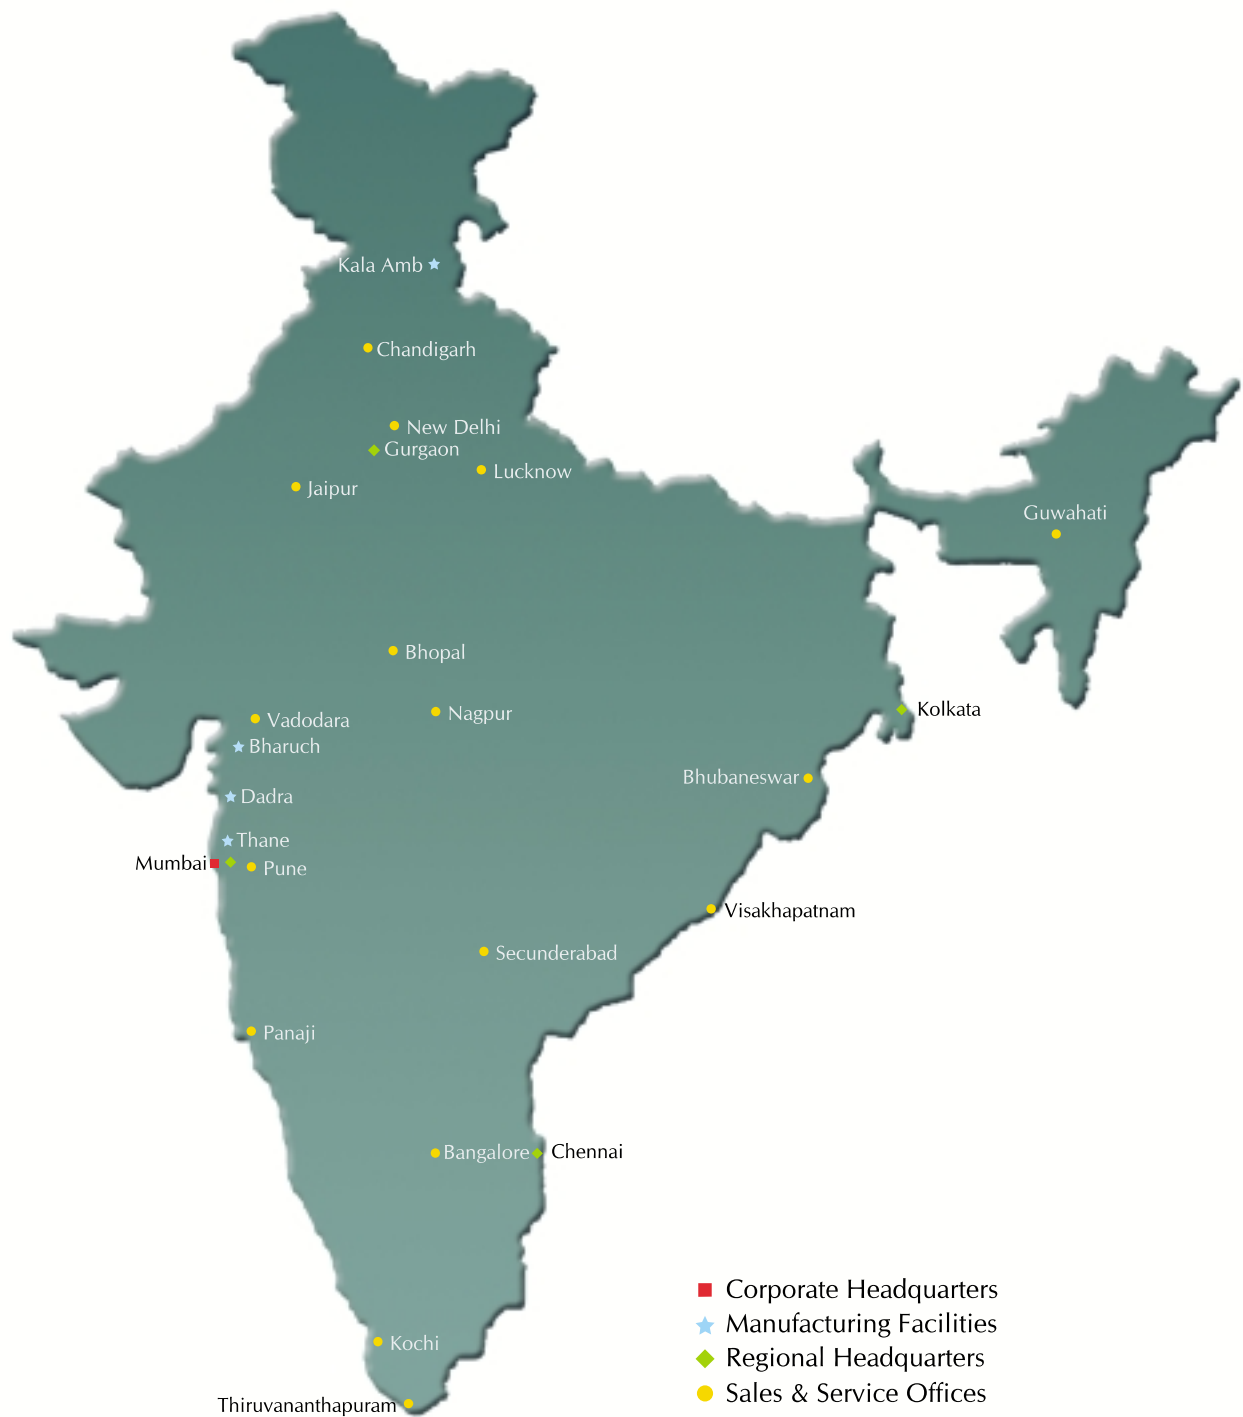 Kala Amb
Chandigarh
New Delhi
Gurgaon
Lucknow
Jaipur
Guwahati
Bhopal
Kolkata
Nagpur
Vadodara
Bharuch
Bhubaneswar
Dadra
Thane
Mumbai
Pune
Visakhapatnam
Secunderabad
Panaji
Bangalore
Chennai
Corporate Headquarters
Manufacturing Facilities
Kochi
Regional Headquarters
Sales & Service Offices
Thiruvananthapuram